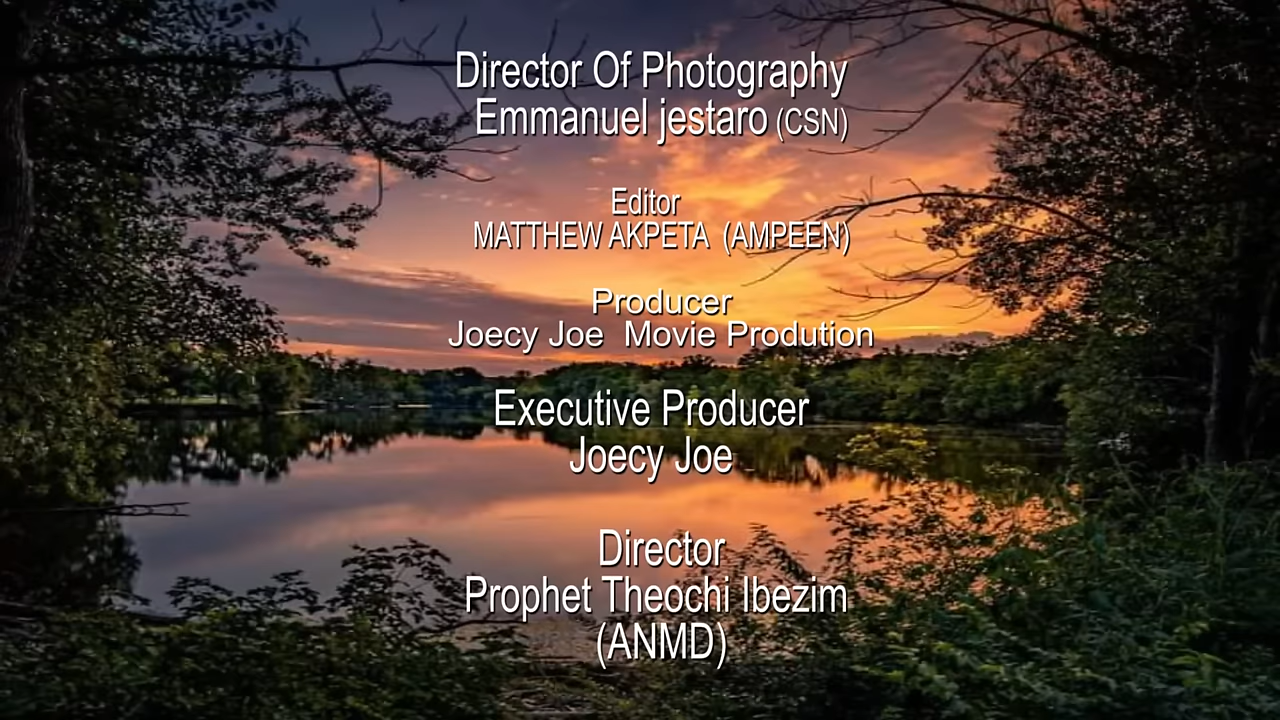 Director Of Photography
Emmanuel jestaro (CSN)
Editor
MATTHEW AKPETA (AMPEEN)
Producer
Joecy Joe Movie Prodution
Executive Producer
Joecy Joe
Director
Prophet Theochi Ibezim
(ANMD)